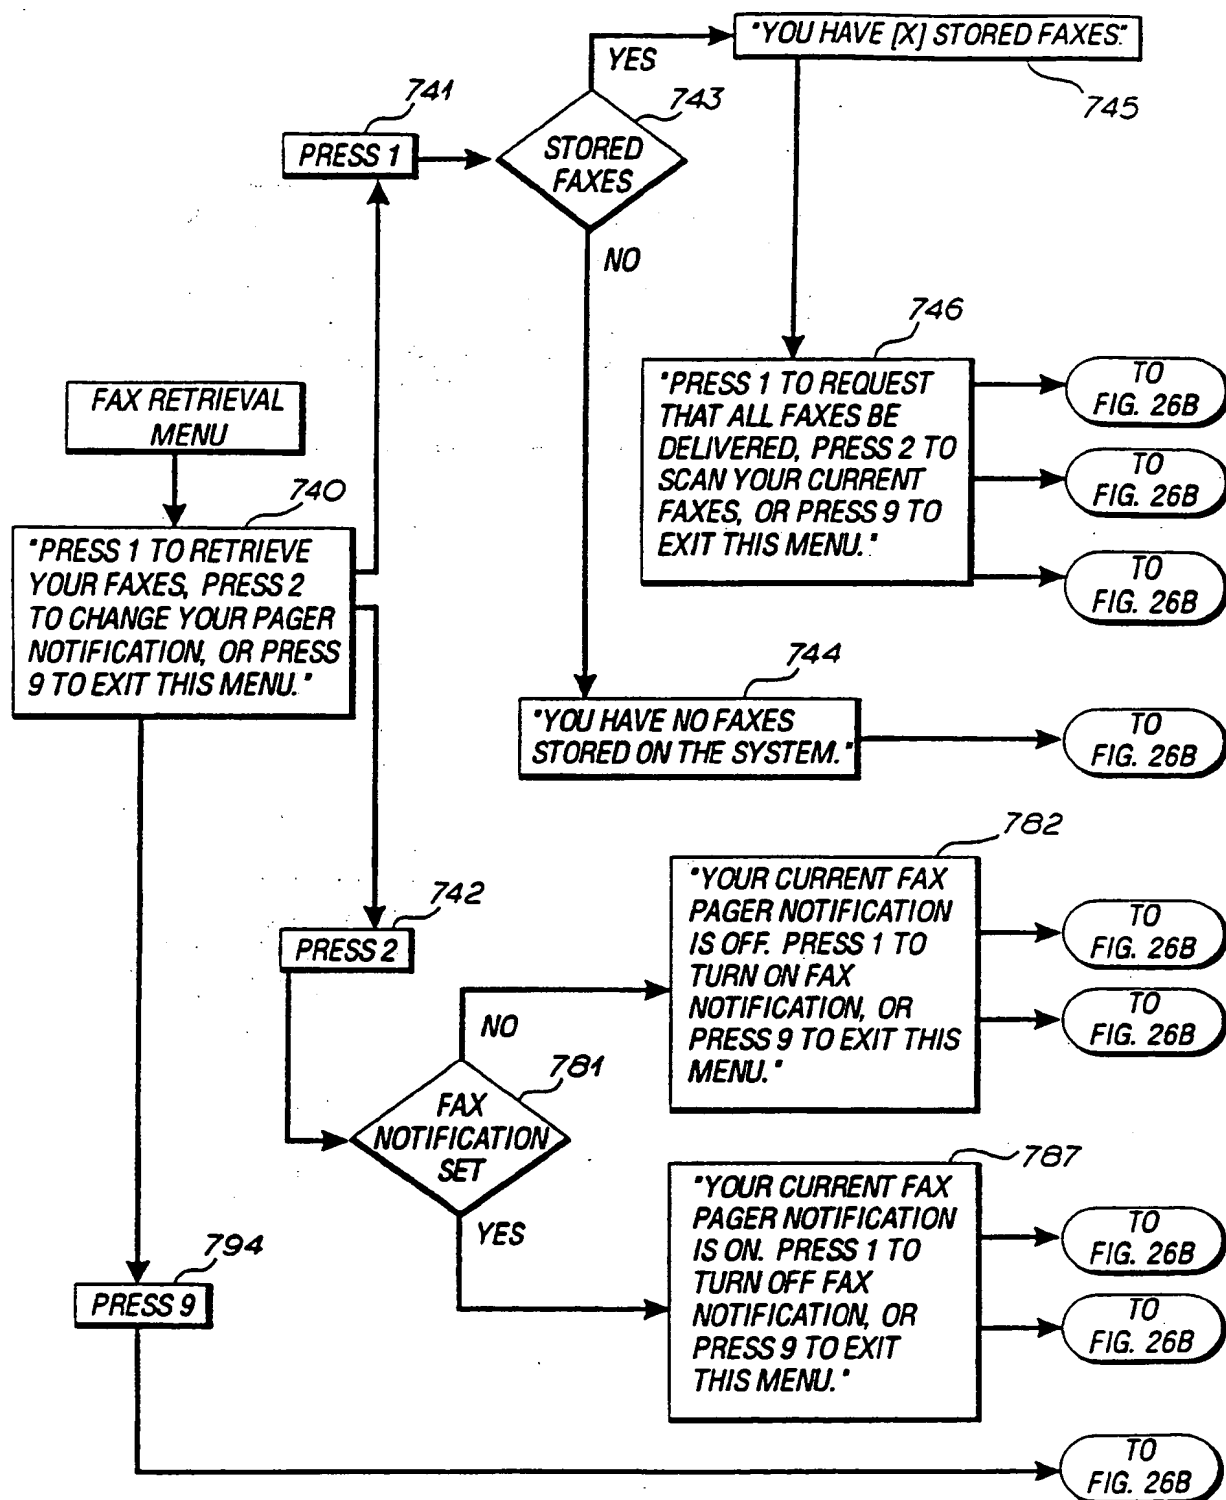 "YOU HAVE [X] STORED FAXES."
745
YES
741
743
PRESS 1
STORED
FAXES
NO
746
"PRESS 1 TO REQUEST
THAT ALL FAXES BE
DELIVERED, PRESS 2 TO
SCAN YOUR CURRENT
FAXES, OR PRESS 9 TO
EXIT THIS MENU."
TO
FIG. 26B
TO
FIG. 26B
TO
FIG. 26B
FAX RETRIEVAL
MENU
740
"PRESS 1 TO RETRIEVE
YOUR FAXES, PRESS 2
TO CHANGE YOUR PAGER
NOTIFICATION, OR PRESS
9 TO EXIT THIS MENU."
744
"YOU HAVE NO FAXES
STORED ON THE SYSTEM."
TO
FIG. 26B
742
PRESS 2
782
"YOUR CURRENT FAX
PAGER NOTIFICATION
IS OFF. PRESS 1 TO
TURN ON FAX
NOTIFICATION, OR
PRESS 9 TO EXIT THIS
MENU."
TO
FIG. 26B
TO
FIG. 26B
NO
781
FAX
NOTIFICATION
SET
YES
787
"YOUR CURRENT FAX
PAGER NOTIFICATION
IS ON. PRESS 1 TO
TURN OFF FAX
NOTIFICATION, OR
PRESS 9 TO EXIT
THIS MENU."
TO
FIG. 26B
TO
FIG. 26B
794
PRESS 9
TO
FIG. 26B